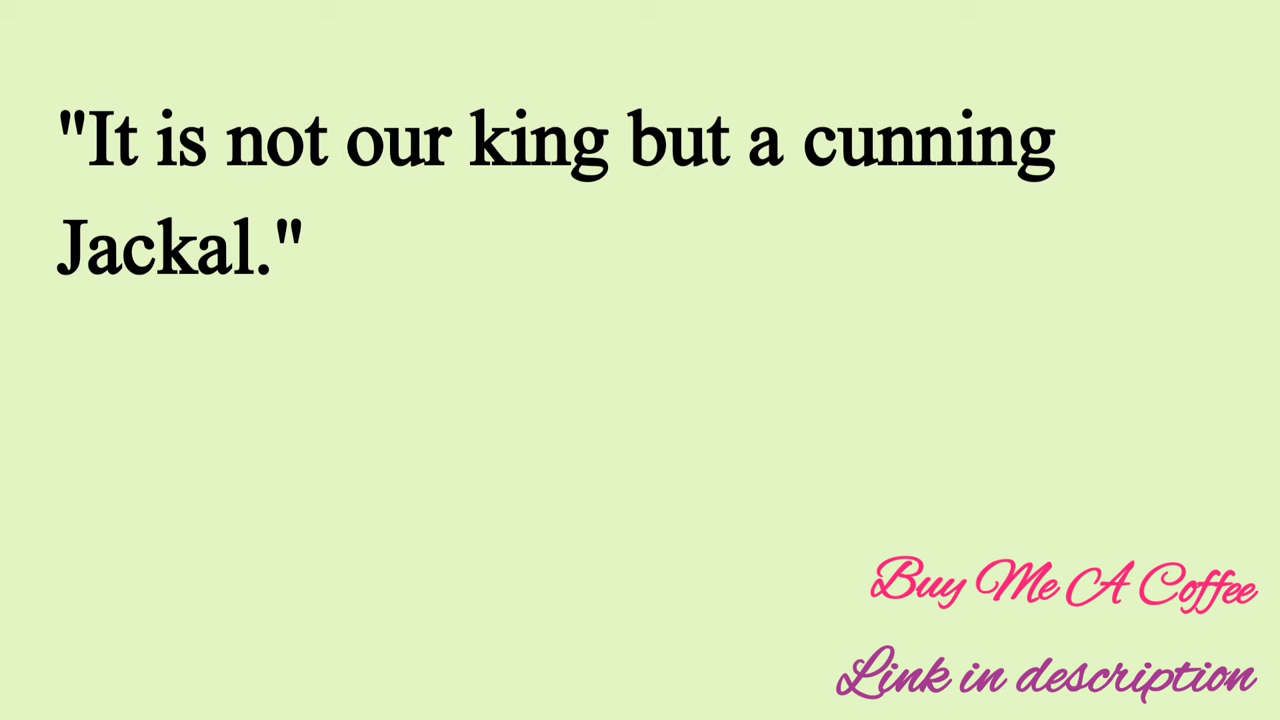 "It is not our king but a cunning
Jackal."
Buy Me A Coffee
Link in description